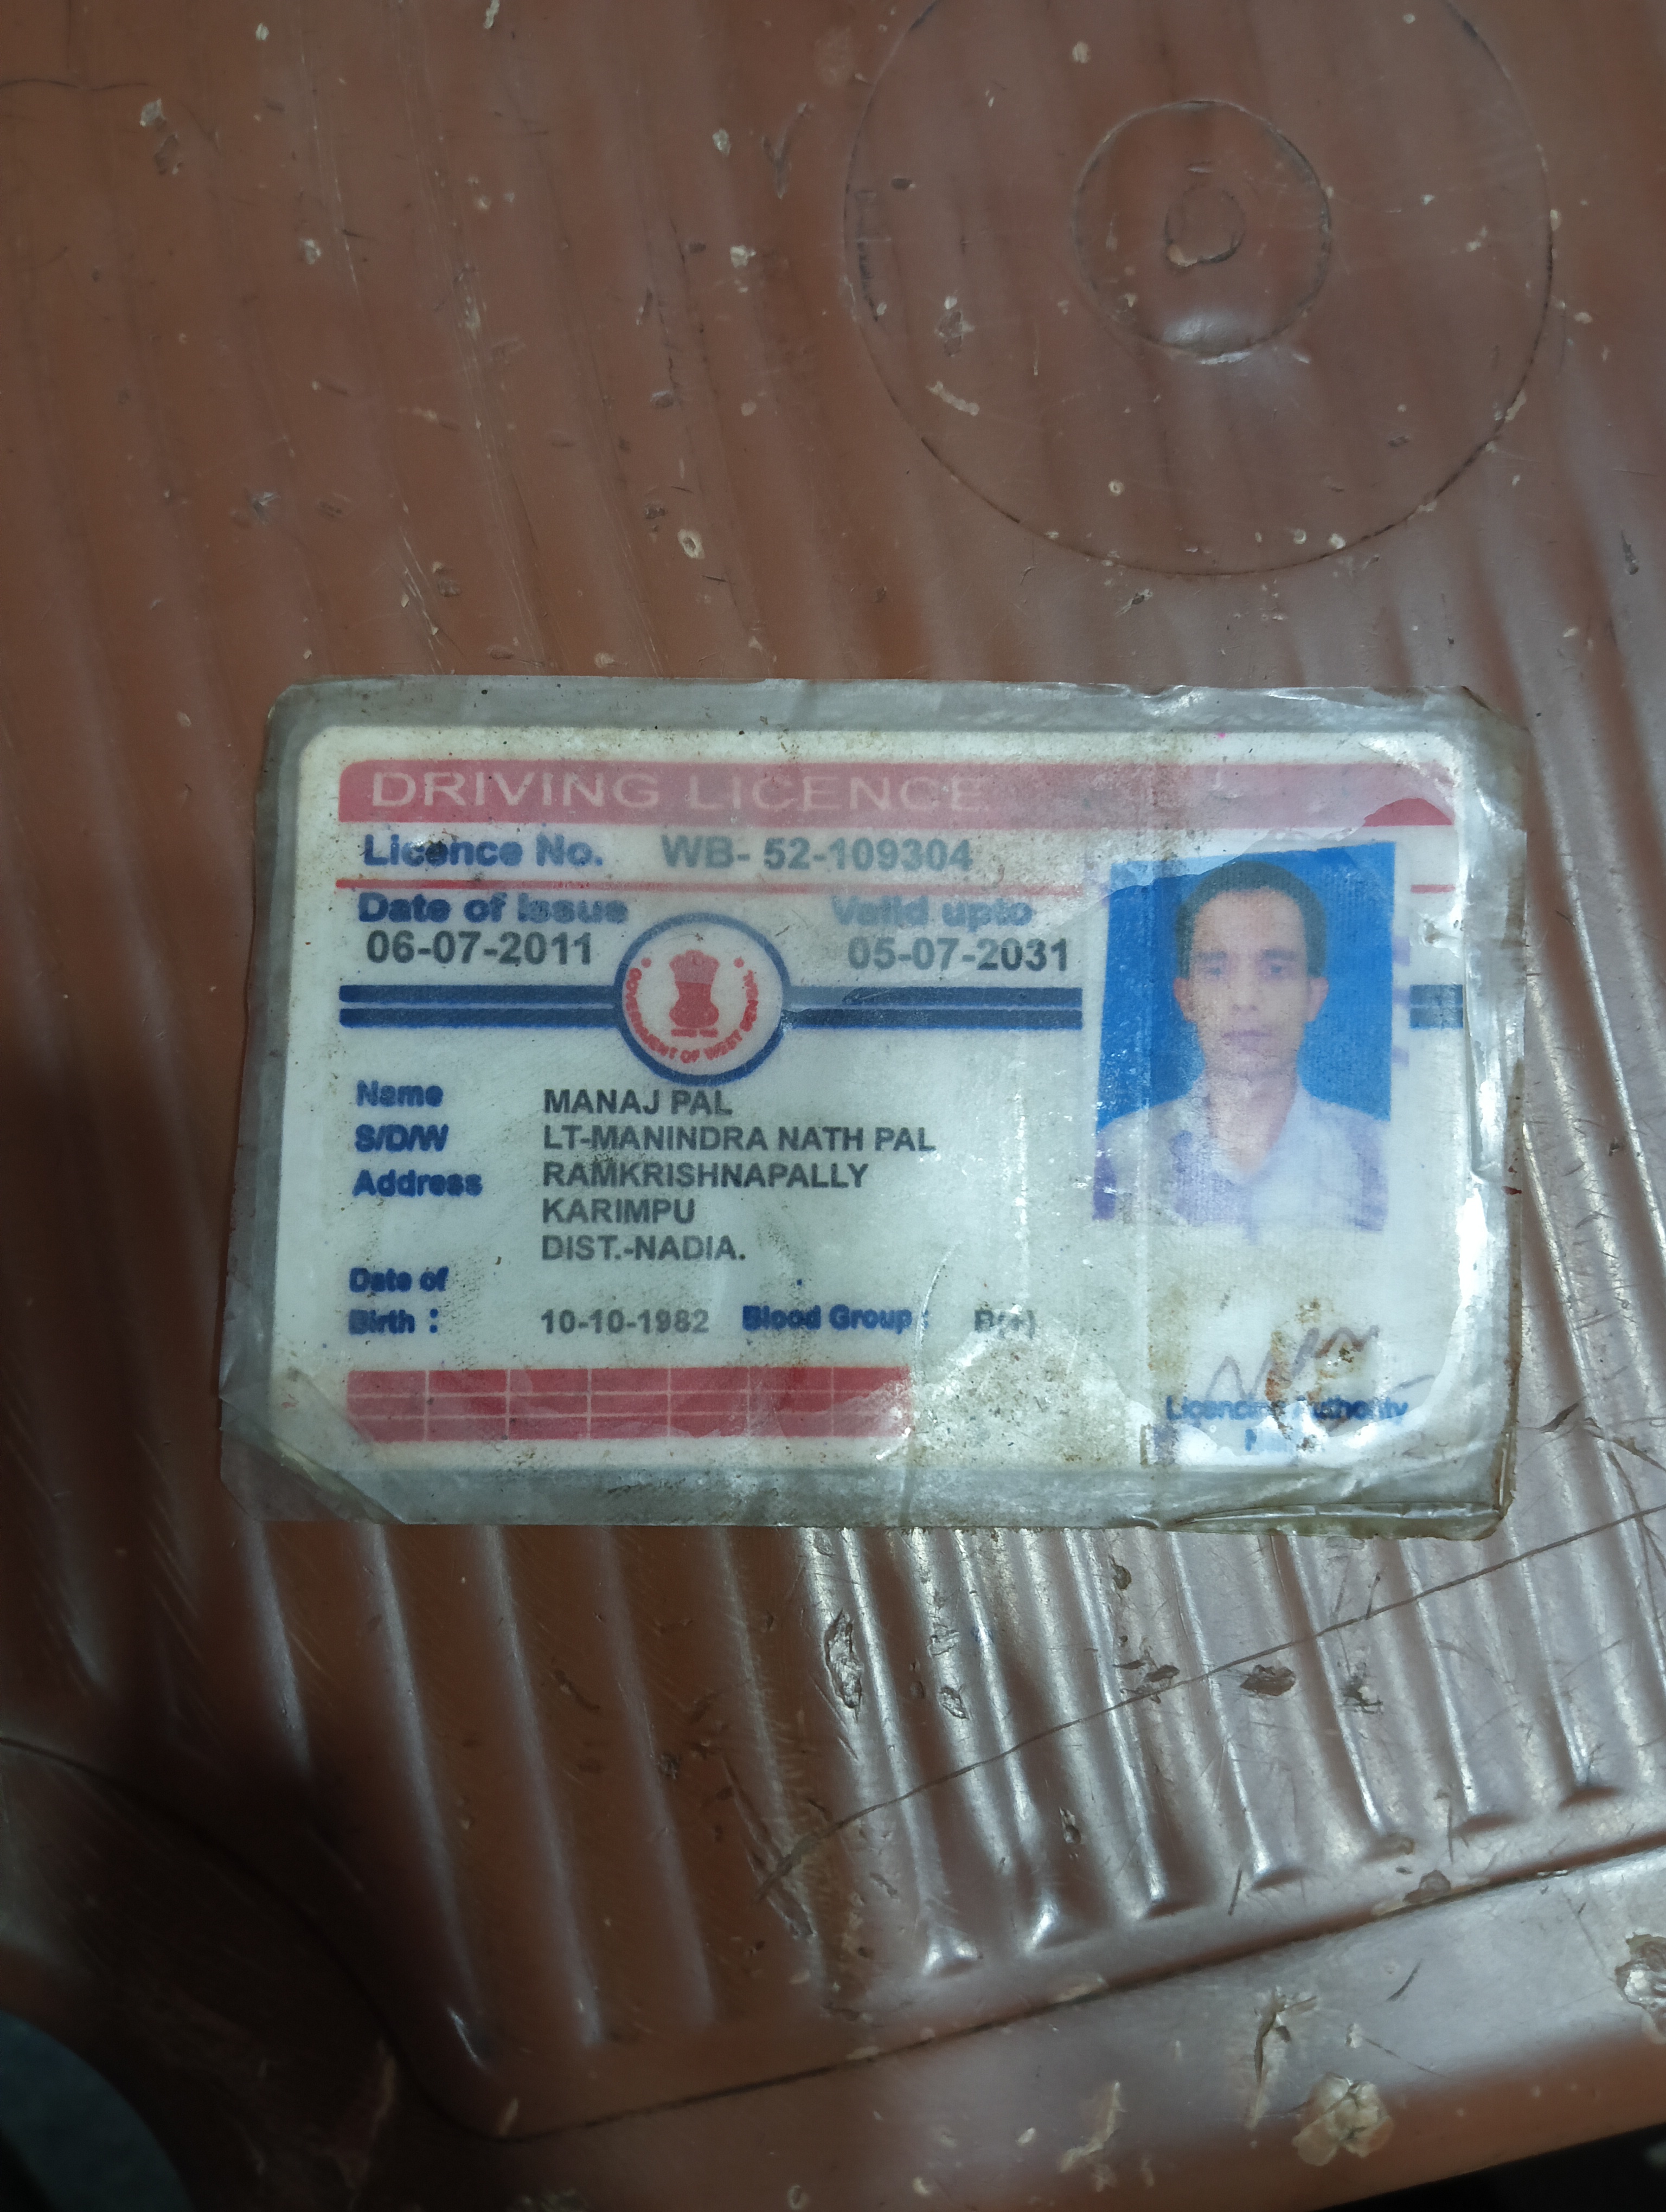 DRIVING LICENCE
Licence No. WB- 52-109304
Date of Issue Valid upto
06-07-2011 05-07-2031
GOVERNMENT OF WEST BENGAL
Name MANAJ PAL
S/D/W LT-MANINDRA NATH PAL
Address RAMKRISHNAPALLY
KARIMPU
DIST.-NADIA.
Date of
Birth : 10-10-1982 Blood Group :
Licencing Authority